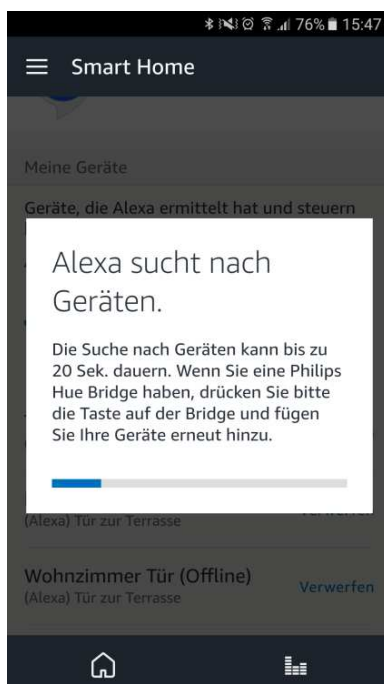 76% 15:47
Smart Home
Meine Geräte
Geräte, die Alexa ermittelt hat und steuern
Alexa sucht nach
Geräten.
Die Suche nach Geräten kann bis zu
20 Sek. dauern. Wenn Sie eine Philips
Hue Bridge haben, drücken Sie bitte
die Taste auf der Bridge und fügen
Sie Ihre Geräte erneut hinzu.
(Alexa) Tür zur Terrasse
Wohnzimmer Tür (Offline)
Verwerfen
(Alexa) Tür zur Terrasse